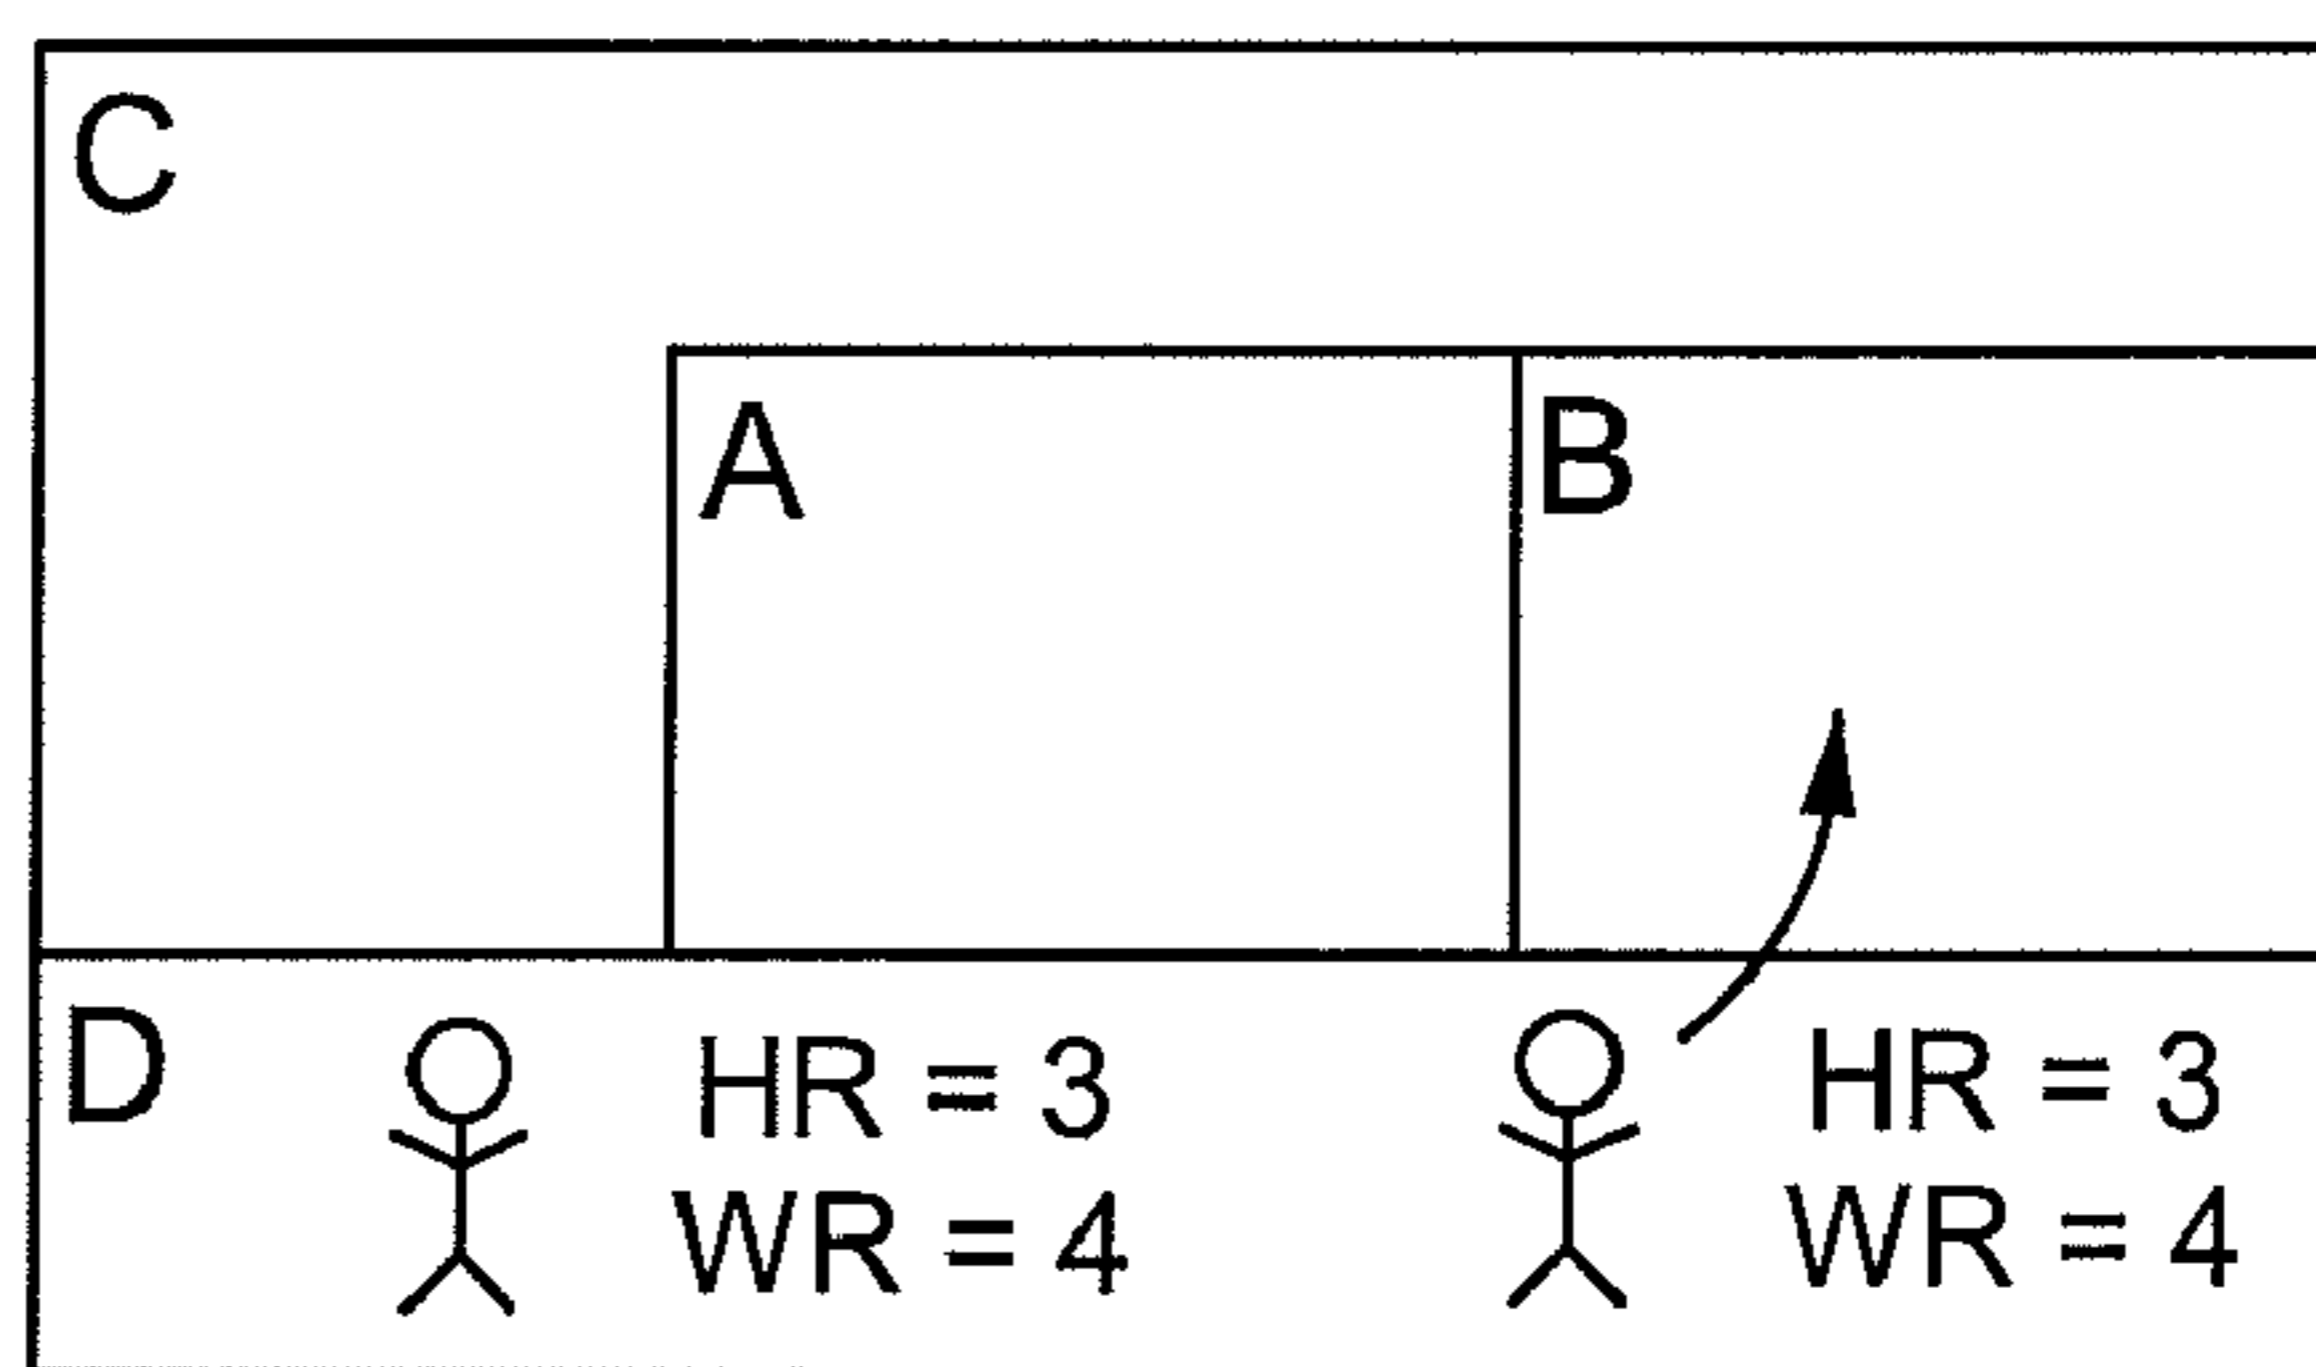 C
A
B
D
HR = 3
WR = 4
HR = 3
WR = 4